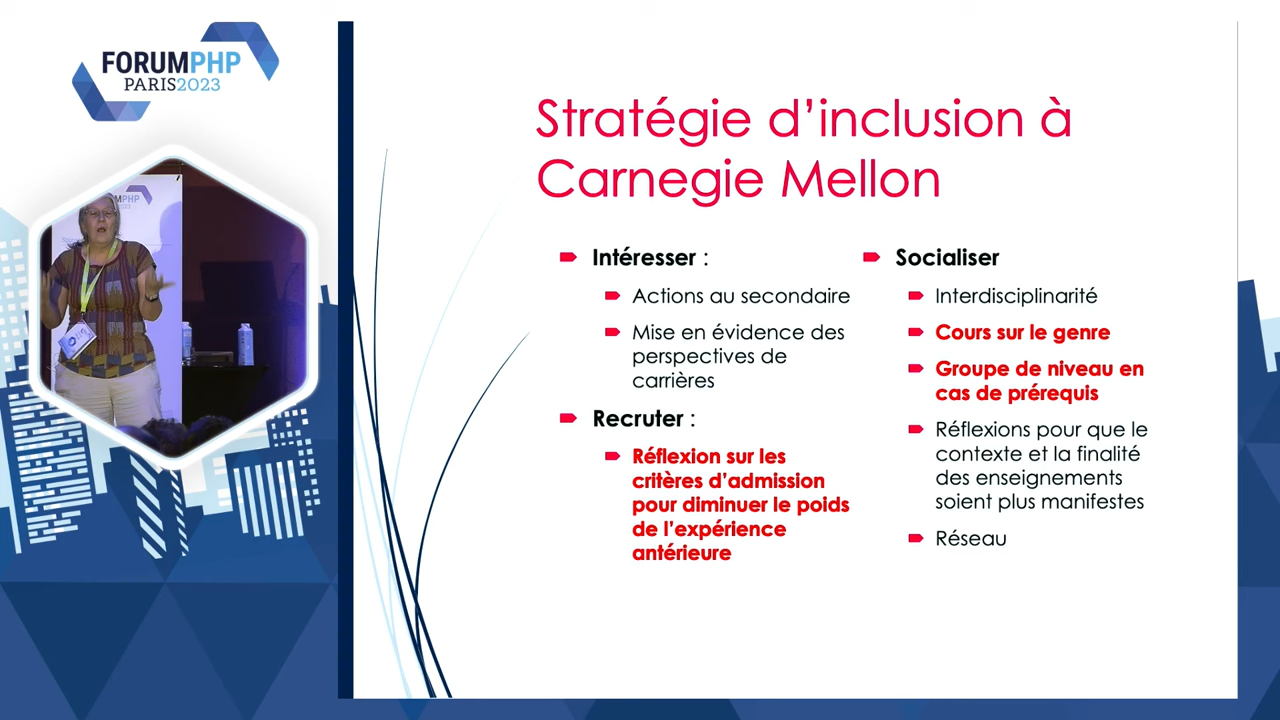 FORUMPHP
PARIS2023
Stratégie d’inclusion à
Carnegie Mellon
Intéresser :
Actions au secondaire
Mise en évidence des
perspectives de
carrières
Recruter :
Réflexion sur les
critères d’admission
pour diminuer le poids
de l’expérience
antérieure
Socialiser
Interdisciplinarité
Cours sur le genre
Groupe de niveau en
cas de prérequis
Réflexions pour que le
contexte et la finalité
des enseignements
soient plus manifestes
Réseau